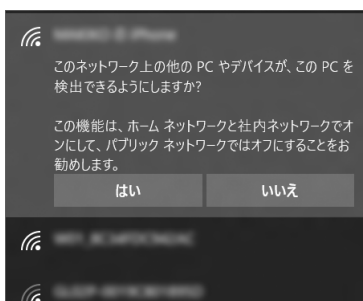 このネットワーク上の他の PC やデバイスが、この PC を
検出できるようにしますか?
この機能は、ホーム ネットワークと社内ネットワークでオ
ンにして、パブリック ネットワークではオフにすることをお
勧めします。
はい
いいえ